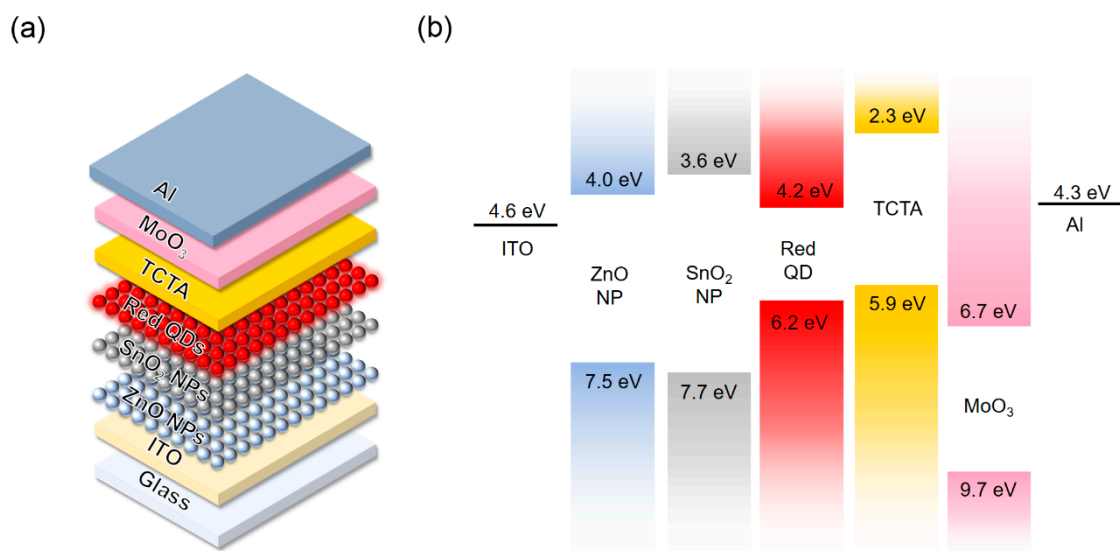 (a)
Al
MoO₃
TCTA
Red QDs
SnO₂ NPs
ZnO NPs
ITO
Glass
(b)
4.6 eV
ITO
4.0 eV
ZnO
NP
7.5 eV
3.6 eV
SnO₂
NP
7.7 eV
4.2 eV
Red
QD
6.2 eV
2.3 eV
TCTA
5.9 eV
6.7 eV
MoO₃
9.7 eV
4.3 eV
Al